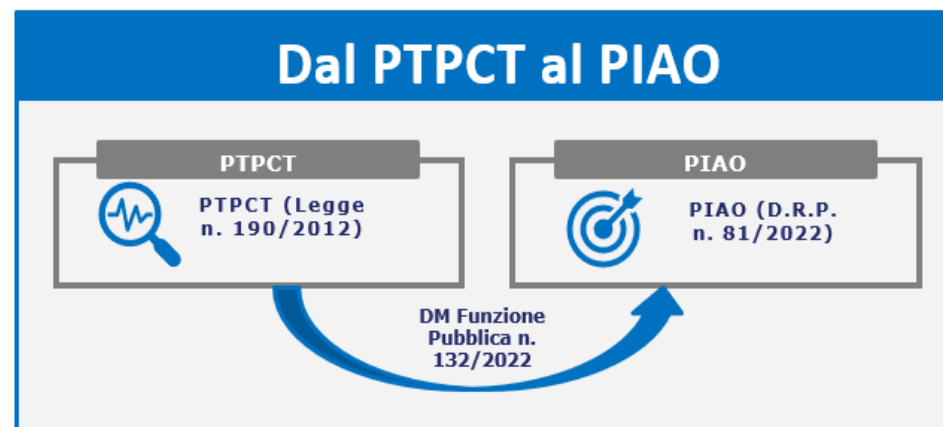 Dal PTPCT al PIAO
PTPCT
PTPCT (Legge
n. 190/2012)
PIAO
PIAO (D.R.P.
n. 81/2022)
DM Funzione
Pubblica n.
132/2022